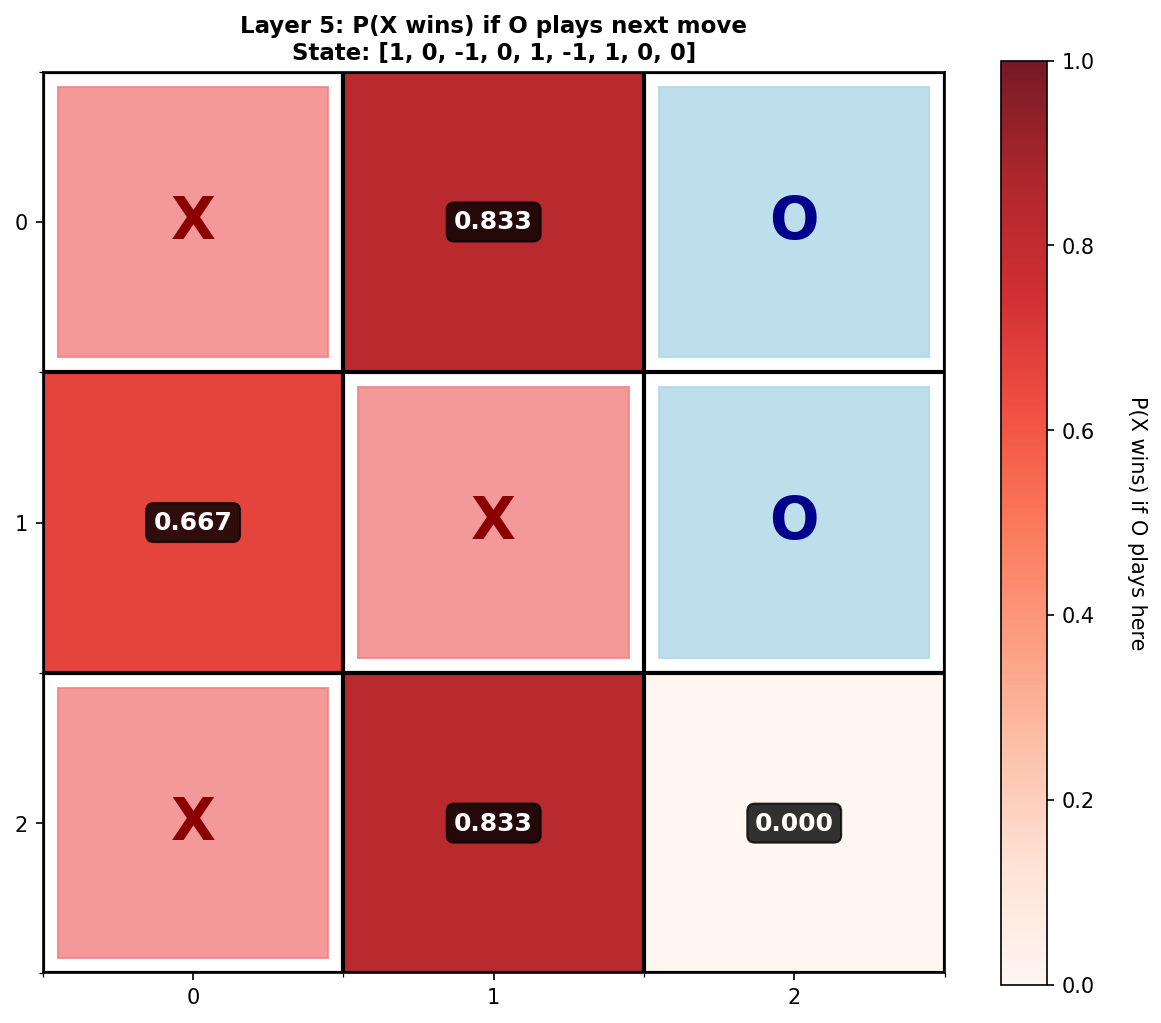 Layer 5: P(X wins) if O plays next move
State: [1, 0, -1, 0, 1, -1, 1, 0, 0]
0
X
0.833
O
1
0.667
X
O
2
X
0.833
0.000
0
1
2
1.0
0.8
0.6
0.4
0.2
0.0
P(X wins) if O plays here